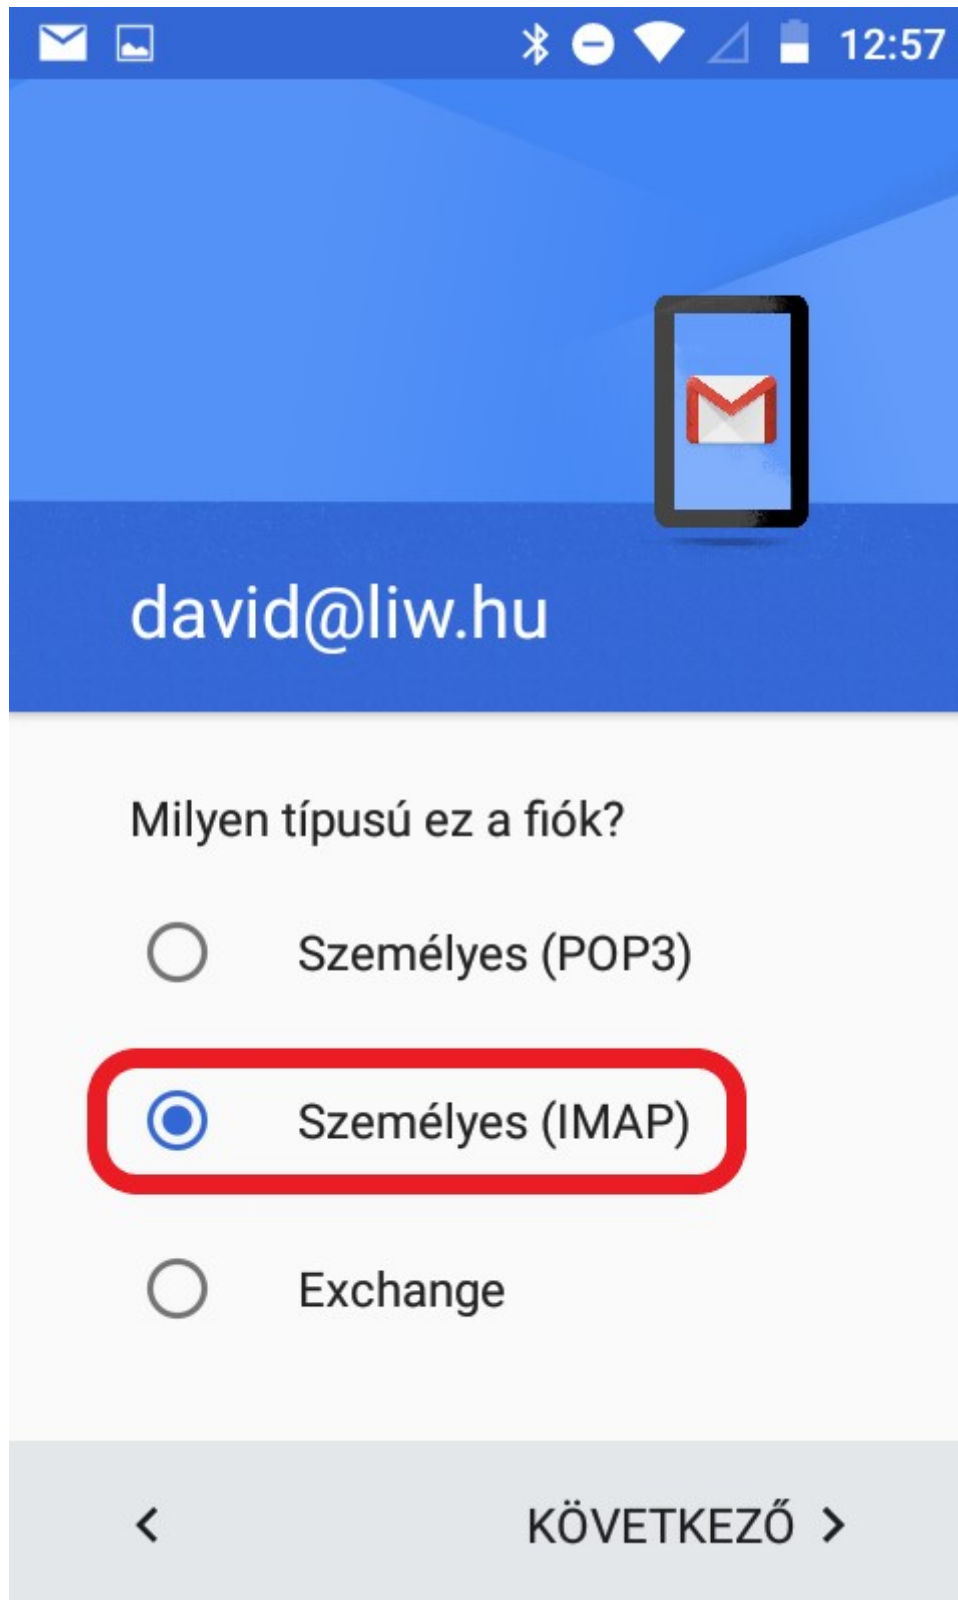 12:57
david@liw.hu
Milyen típusú ez a fiók?
Személyes (POP3)
Személyes (IMAP)
Exchange
KÖVETKEZŐ